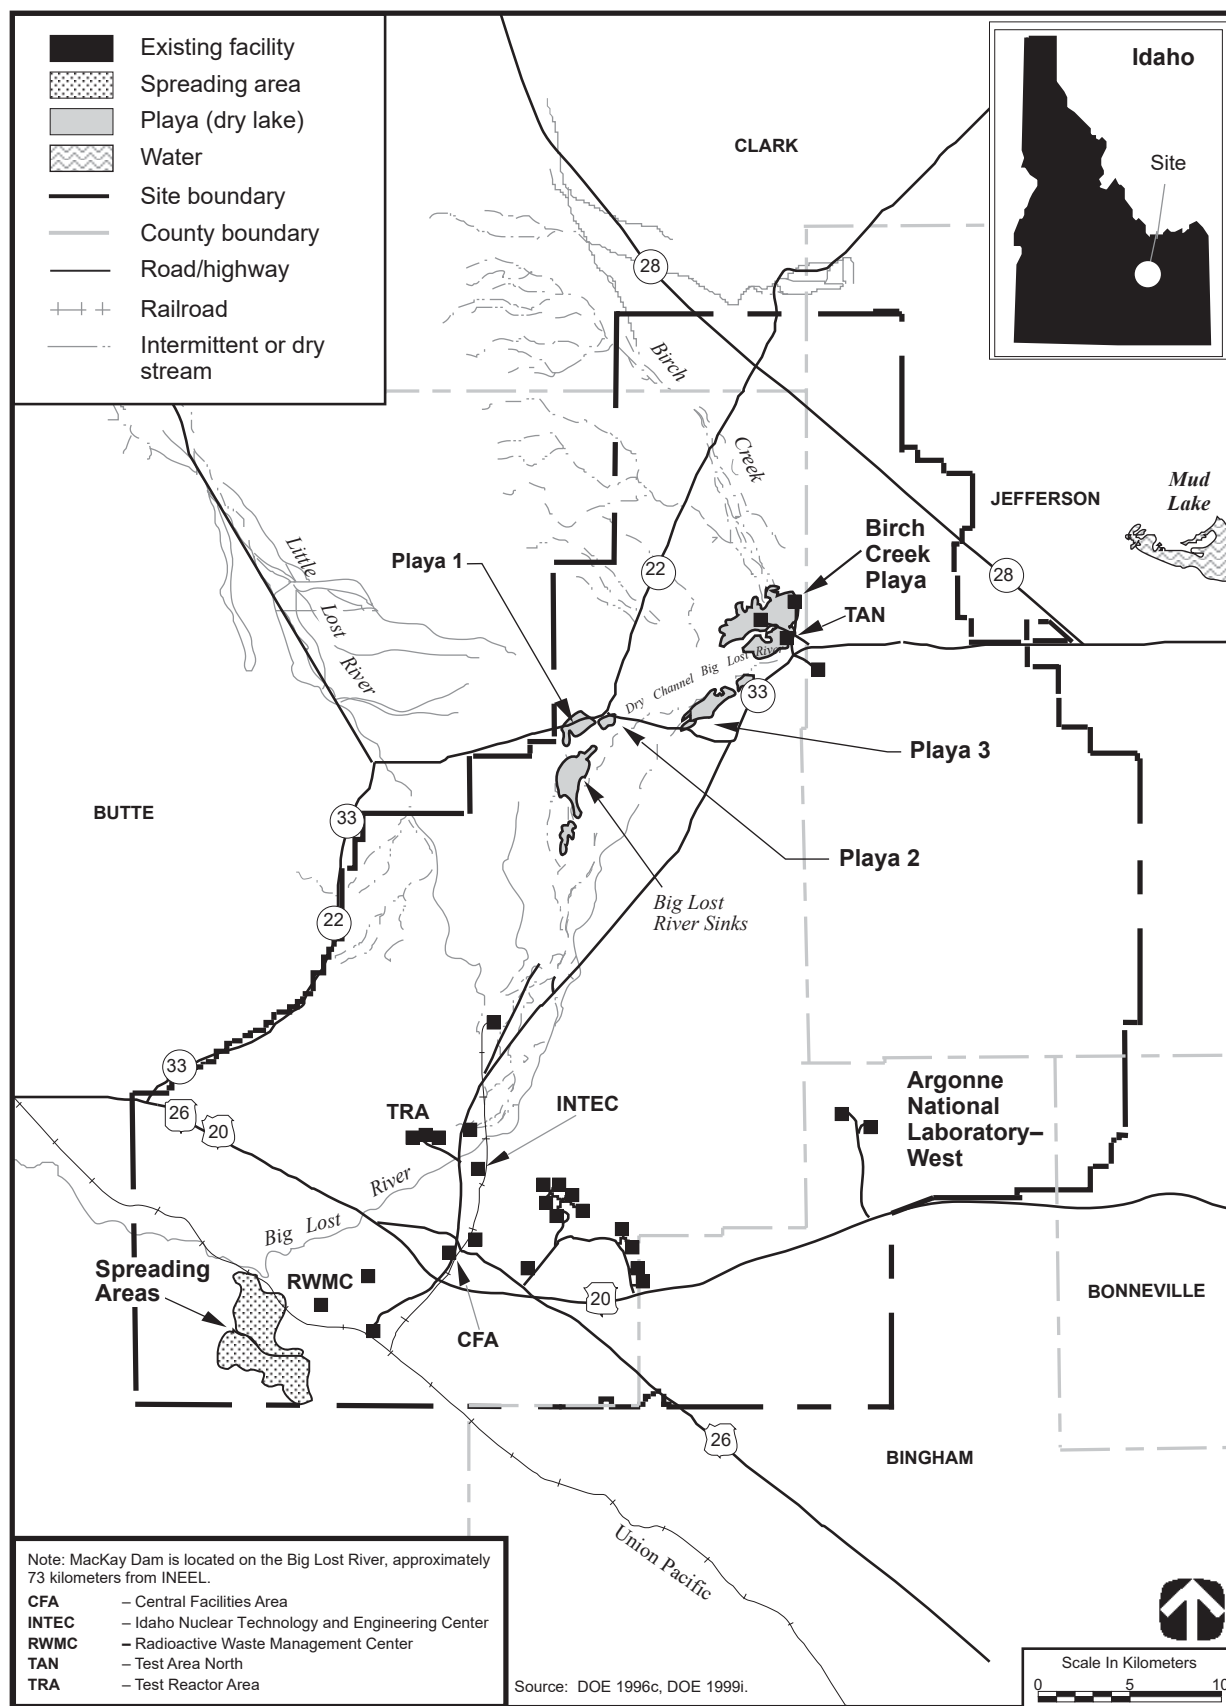 Existing facility
Spreading area
Playa (dry lake)
Water
Site boundary
County boundary
Road/highway
Railroad
Intermittent or dry
stream
Idaho
Site
CLARK
28
Birch
Creek
JEFFERSON
Mud
Lake
Birch
Creek
Playa
22
28
Playa 1
TAN
Little
Lost
River
Dry Channel Big Lost River
33
Playa 3
BUTTE
33
Playa 2
22
Big Lost
River Sinks
33
26
20
TRA
INTEC
Argonne
National
Laboratory–
West
Big Lost River
Spreading
Areas
RWMC
20
BONNEVILLE
CFA
26
BINGHAM
Union Pacific
Note: MacKay Dam is located on the Big Lost River, approximately
73 kilometers from INEEL.
CFA – Central Facilities Area
INTEC – Idaho Nuclear Technology and Engineering Center
RWMC – Radioactive Waste Management Center
TAN – Test Area North
TRA – Test Reactor Area
Source: DOE 1996c, DOE 1999i.
Scale In Kilometers
0 5 10